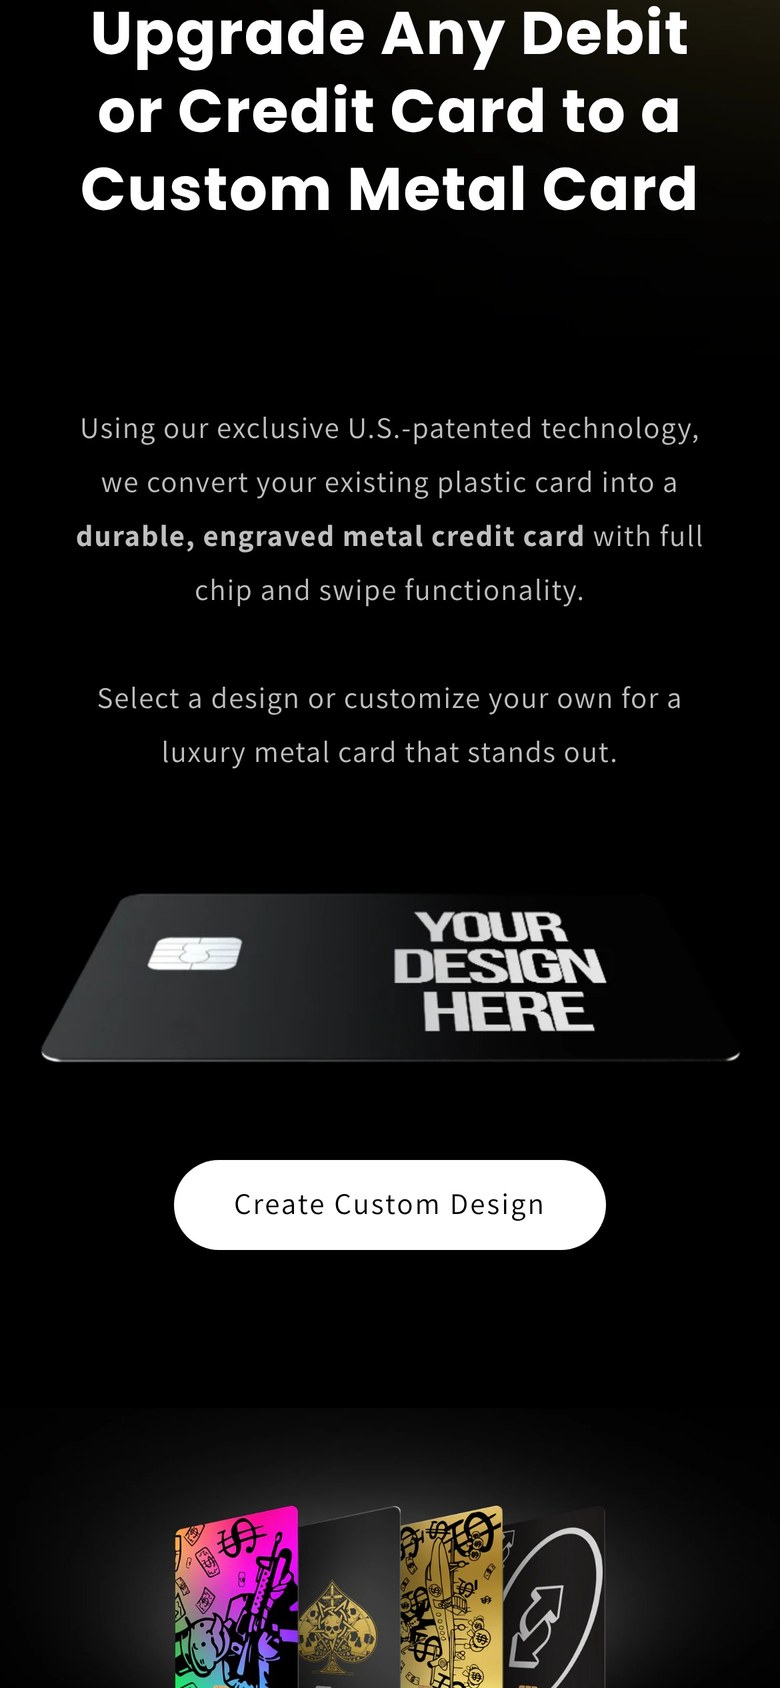 Upgrade Any Debit
or Credit Card to a
Custom Metal Card
Using our exclusive U.S.-patented technology,
we convert your existing plastic card into a
durable, engraved metal credit card with full
chip and swipe functionality.
Select a design or customize your own for a
luxury metal card that stands out.
YOUR
DESIGN
HERE
Create Custom Design